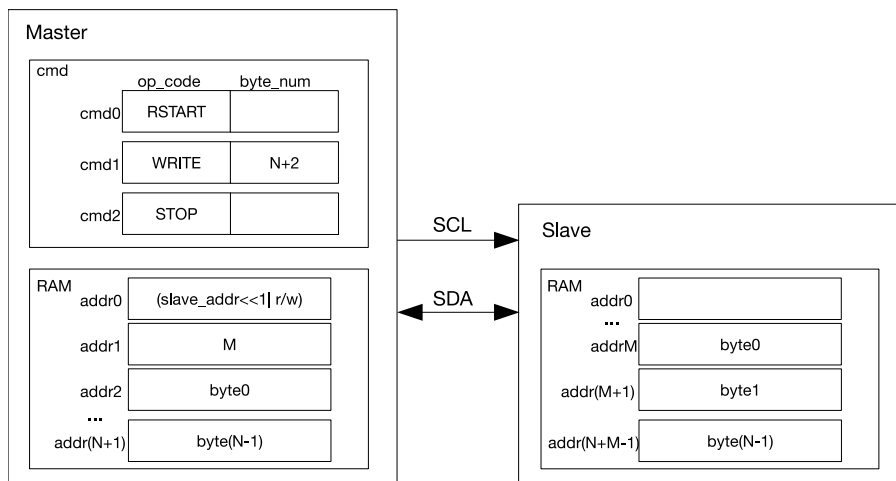 Master
cmd
op_code byte_num
cmd0 RSTART
cmd1 WRITE N+2
cmd2 STOP
RAM
addr0 (slave_addr<<1| r/w)
addr1 M
addr2 byte0
...
addr(N+1) byte(N-1)
SCL
SDA
Slave
RAM
addr0
...
addrM byte0
addr(M+1) byte1
addr(N+M-1) byte(N-1)